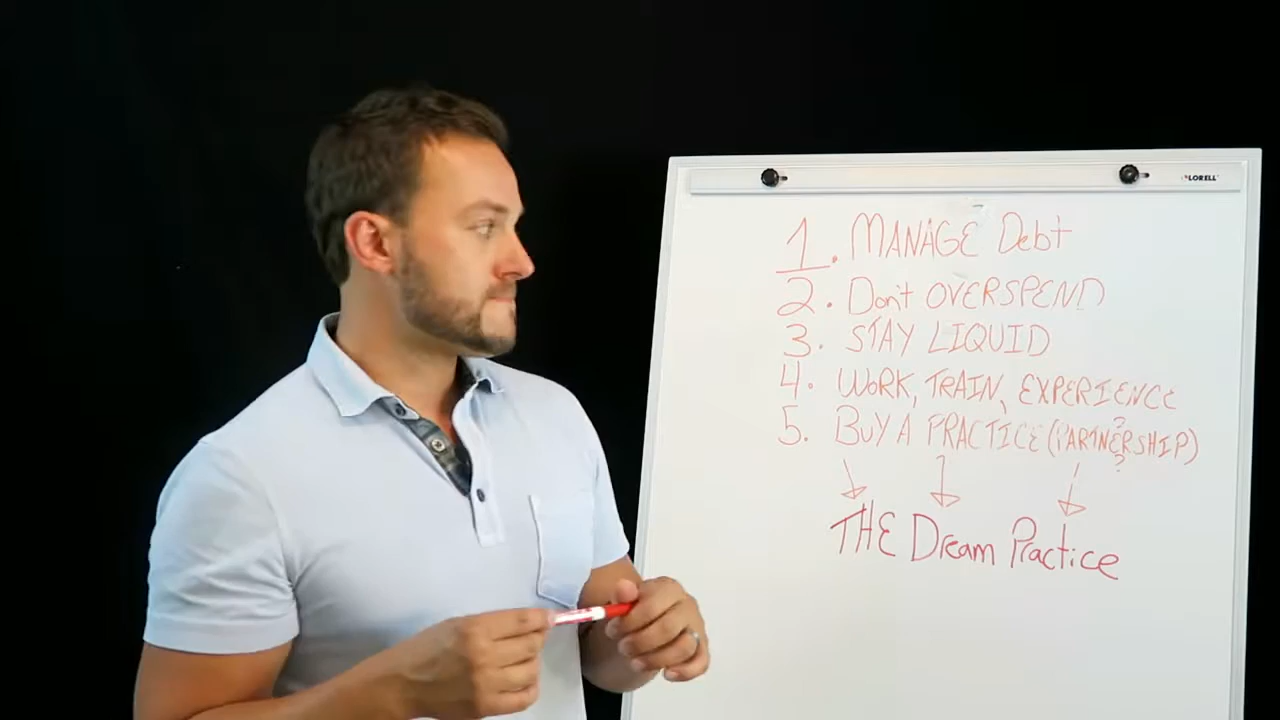 LORELL
1. MANAGE Debt
2. Don't OVERSPEND
3. STAY LIQUID
4. WORK, TRAIN, EXPERIENCE
?
5. BUY A PRACTICE (PARTNERSHIP)
?
THE Dream Practice